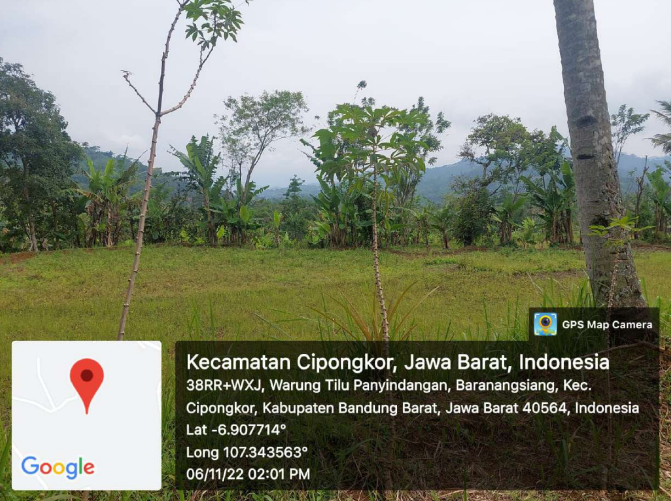 GPS Map Camera
Kecamatan Cipongkor, Jawa Barat, Indonesia
38RR+WXJ, Warung Tilu Panyindangan, Baranangsiang, Kec.
Cipongkor, Kabupaten Bandung Barat, Jawa Barat 40564, Indonesia
Lat -6.907714°
Long 107.343563°
06/11/22 02:01 PM
Google